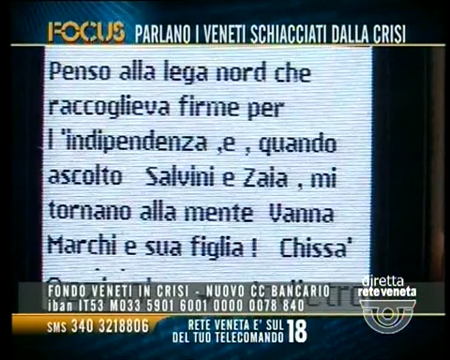 FOCUS PARLANO I VENETI SCHIACCIATI DALLA CRISI
Penso alla lega nord che
raccoglieva firme per
l 'indipendenza ,e , quando
ascolto Salvini e Zaia , mi
tornano alla mente Vanna
Marchi e sua figlia ! Chissa'
FONDO VENETI IN CRISI - NUOVO CC BANCARIO
iban IT53 M033 5901 6001 0000 0078 840
diretta
reteveneta
SMS 340 3218806
RETE VENETA E' SUL 18
DEL TUO TELECOMANDO